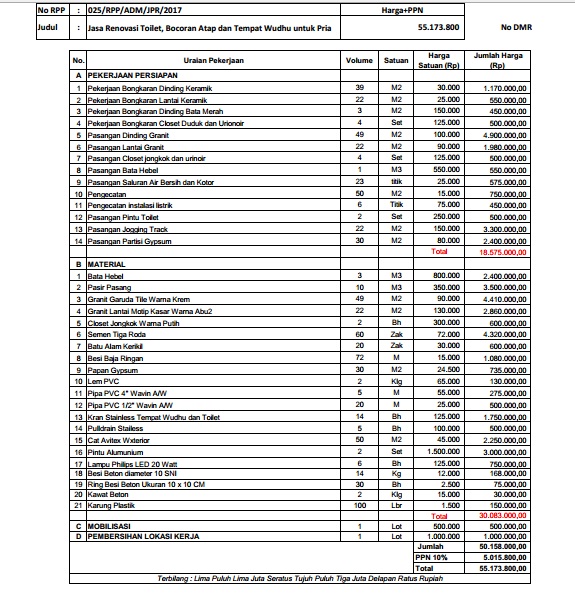 No RPP : 025/RPP/ADM/JPR/2017 Harga+PPN
Judul : Jasa Renovasi Toilet, Bocoran Atap dan Tempat Wudhu untuk Pria 55.173.800 No DMR
No. Uraian Pekerjaan Volume Satuan Harga Satuan (Rp) Jumlah Harga (Rp)
A PEKERJAAN PERSIAPAN
1 Pekerjaan Bongkaran Dinding Keramik 39 M2 30.000 1.170.000,00
2 Pekerjaan Bongkaran Lantai Keramik 22 M2 25.000 550.000,00
3 Pekerjaan Bongkaran Dinding Bata Merah 3 M2 150.000 450.000,00
4 Pekerjaan Bongkaran Closet Duduk dan Urionoir 4 Set 125.000 500.000,00
5 Pasangan Dinding Granit 49 M2 100.000 4.900.000,00
6 Pasangan Lantai Granit 22 M2 90.000 1.980.000,00
7 Pasangan Closet jongkok dan urinoir 4 Set 125.000 500.000,00
8 Pasangan Bata Hebel 1 M3 550.000 550.000,00
9 Pasangan Saluran Air Bersih dan Kotor 23 titik 25.000 575.000,00
10 Pengecatan 50 M2 15.000 750.000,00
11 Pengecatan instalasi listrik 6 Titik 75.000 450.000,00
12 Pasangan Pintu Toilet 2 Set 250.000 500.000,00
13 Pasangan Jogging Track 22 M2 150.000 3.300.000,00
14 Pasangan Partisi Gypsum 30 M2 80.000 2.400.000,00
Total 18.575.000,00
B MATERIAL
1 Bata Hebel 3 M3 800.000 2.400.000,00
2 Pasir Pasang 10 M3 350.000 3.500.000,00
3 Granit Garuda Tile Warna Krem 49 M2 90.000 4.410.000,00
4 Granit Lantai Motip Kasar Warna Abu2 22 M2 130.000 2.860.000,00
5 Closet Jongkok Warna Putih 2 Bh 300.000 600.000,00
6 Semen Tiga Roda 60 Zak 72.000 4.320.000,00
7 Batu Alam Kerikil 20 Zak 30.000 600.000,00
8 Besi Baja Ringan 72 M 15.000 1.080.000,00
9 Papan Gypsum 30 M2 24.500 735.000,00
10 Lem PVC 2 Klg 65.000 130.000,00
11 Pipa PVC 4" Wavin A/W 5 M 55.000 275.000,00
12 Pipa PVC 1/2" Wavin A/W 20 M 25.000 500.000,00
13 Kran Stainless Tempat Wudhu dan Toilet 14 Bh 125.000 1.750.000,00
14 Pulldrain Stailess 5 Bh 100.000 500.000,00
15 Cat Avitex Wxterior 50 M2 45.000 2.250.000,00
16 Pintu Alumunium 2 Set 1.500.000 3.000.000,00
17 Lampu Philips LED 20 Watt 6 Bh 125.000 750.000,00
18 Besi Beton diameter 10 SNI 14 Kg 12.000 168.000,00
19 Ring Besi Beton Ukuran 10 x 10 CM 30 Bh 2.500 75.000,00
20 Kawat Beton 2 Klg 15.000 30.000,00
21 Karung Plastik 100 Lbr 1.500 150.000,00
Total 30.083.000,00
C MOBILISASI 1 Lot 500.000 500.000,00
D PEMBERSIHAN LOKASI KERJA 1 Lot 1.000.000 1.000.000,00
Jumlah 50.158.000,00
PPN 10% 5.015.800,00
Total 55.173.800,00
Terbilang : Lima Puluh Lima Juta Seratus Tujuh Puluh Tiga Juta Delapan Ratus Rupiah